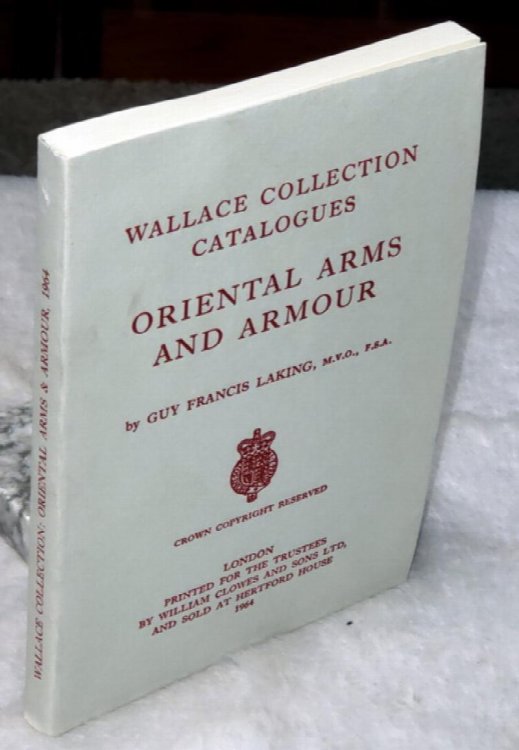 WALLACE COLLECTION
CATALOGUES
ORIENTAL ARMS
AND ARMOUR
by GUY FRANCIS LAKING, M.V.O., F.S.A.
CROWN COPYRIGHT RESERVED
LONDON
PRINTED FOR THE TRUSTEES
BY WILLIAM CLOWES AND SONS LTD,
AND SOLD AT HERTFORD HOUSE
1964
WALLACE COLLECTION: ORIENTAL ARMS & ARMOUR, 1964